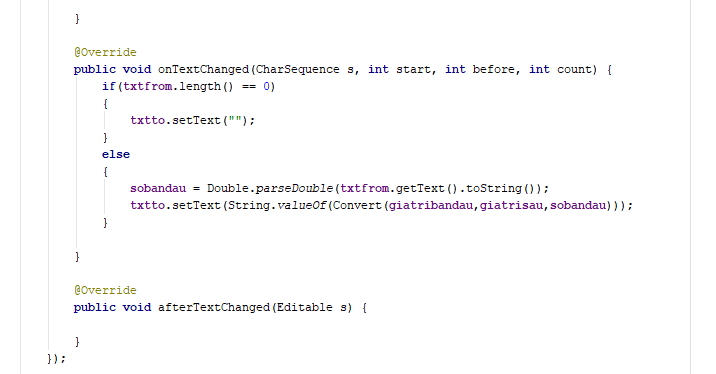 }
@Override
public void onTextChanged(CharSequence s, int start, int before, int count) {
if(txtfrom.length() == 0)
{
txtto.setText("");
}
else
{
sobandau = Double.parseDouble(txtfrom.getText().toString());
txtto.setText(String.valueOf(Convert(giatribandau,giatrisau,sobandau)));
}
}
@Override
public void afterTextChanged(Editable s) {
}
});